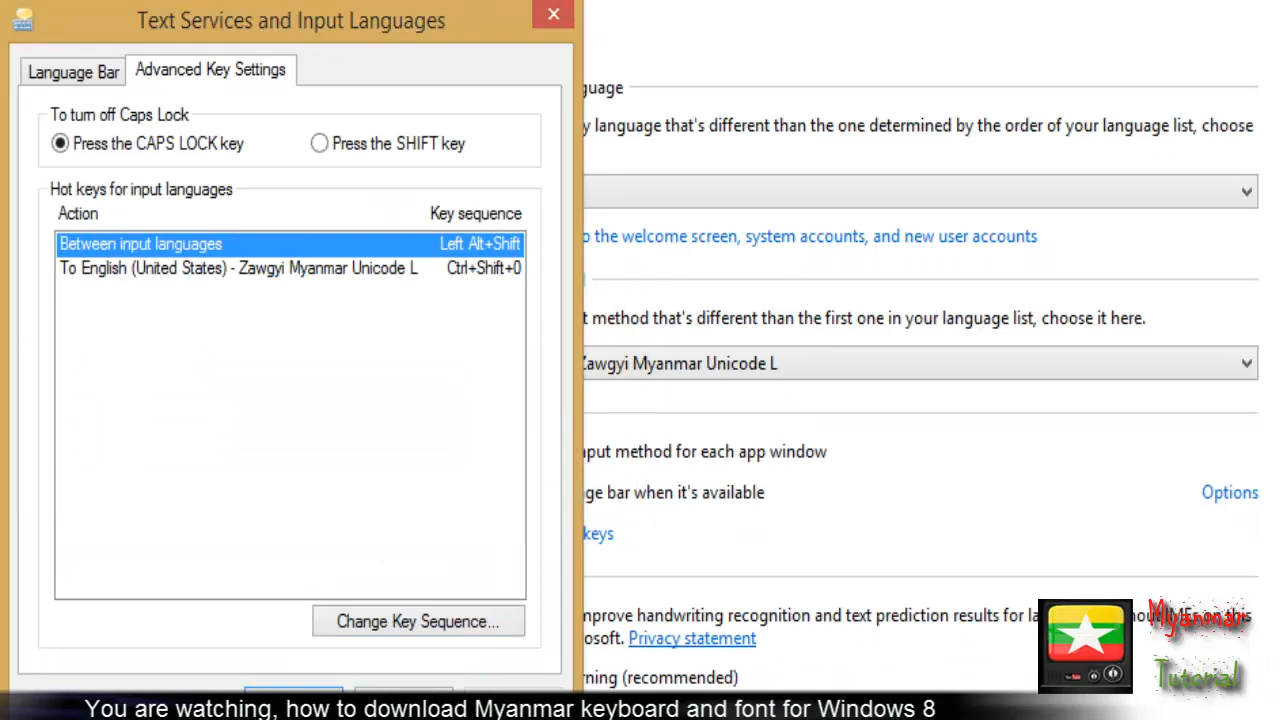 Text Services and Input Languages
Language Bar
Advanced Key Settings
To turn off Caps Lock
Press the CAPS LOCK key
Press the SHIFT key
Hot keys for input languages
Action Key sequence
Between input languages Left Alt+Shift
To English (United States) - Zawgyi Myanmar Unicode L Ctrl+Shift+0
Change Key Sequence...
guage
y language that's different than the one determined by the order of your language list, choose
o the welcome screen, system accounts, and new user accounts
t method that's different than the first one in your language list, choose it here.
Zawgyi Myanmar Unicode L
nput method for each app window
ge bar when it's available
Options
keys
mprove handwriting recognition and text prediction results for la hout IMEs on this
osoft. Privacy statement
rning (recommended)
Myanmar
Tutorial
You are watching, how to download Myanmar keyboard and font for Windows 8